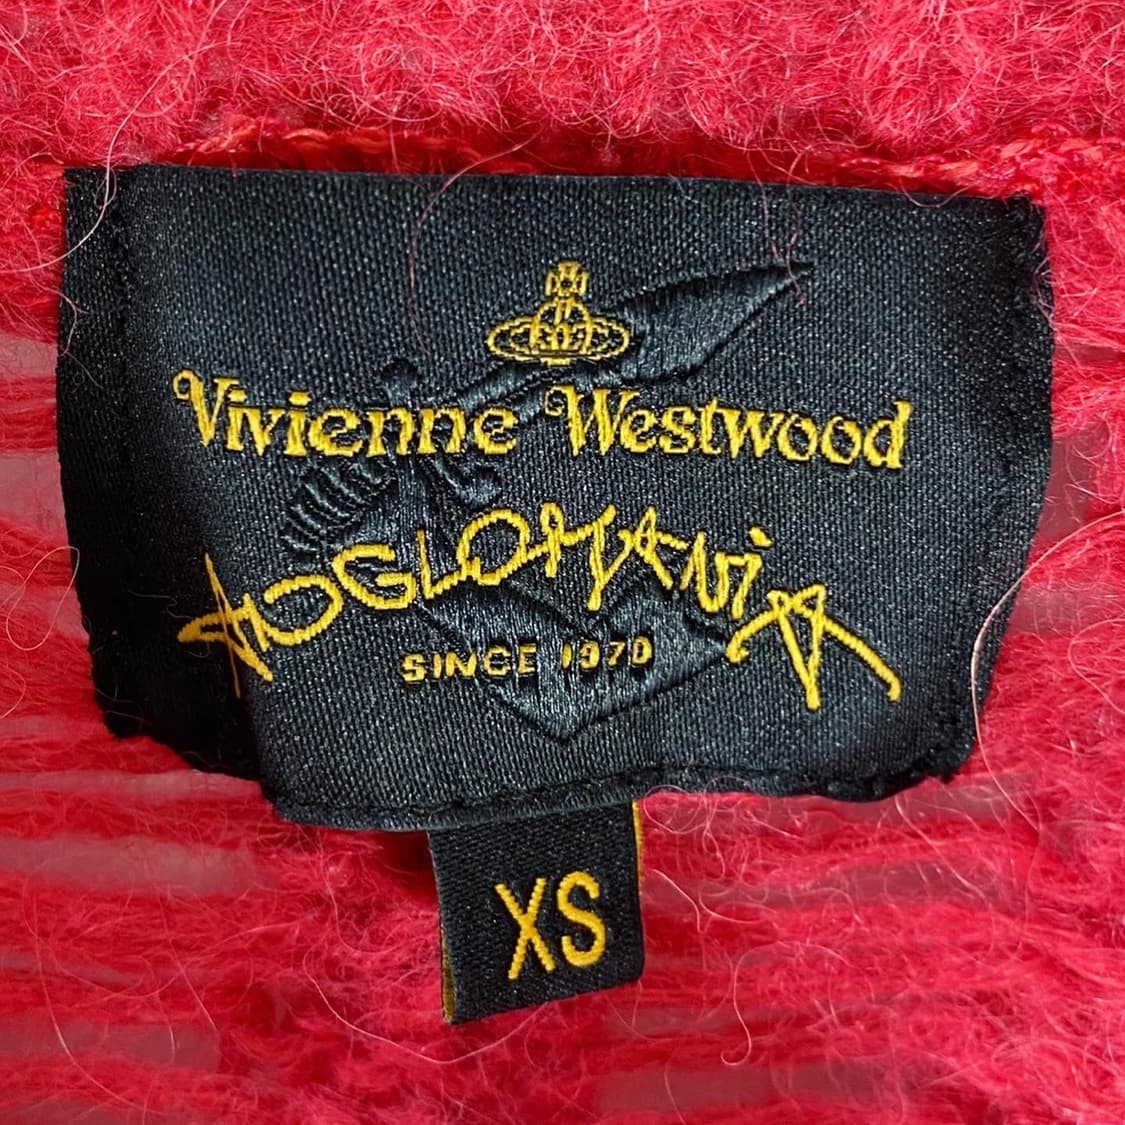 Vivienne Westwood
ANGLOMANIA
SINCE 1970
XS